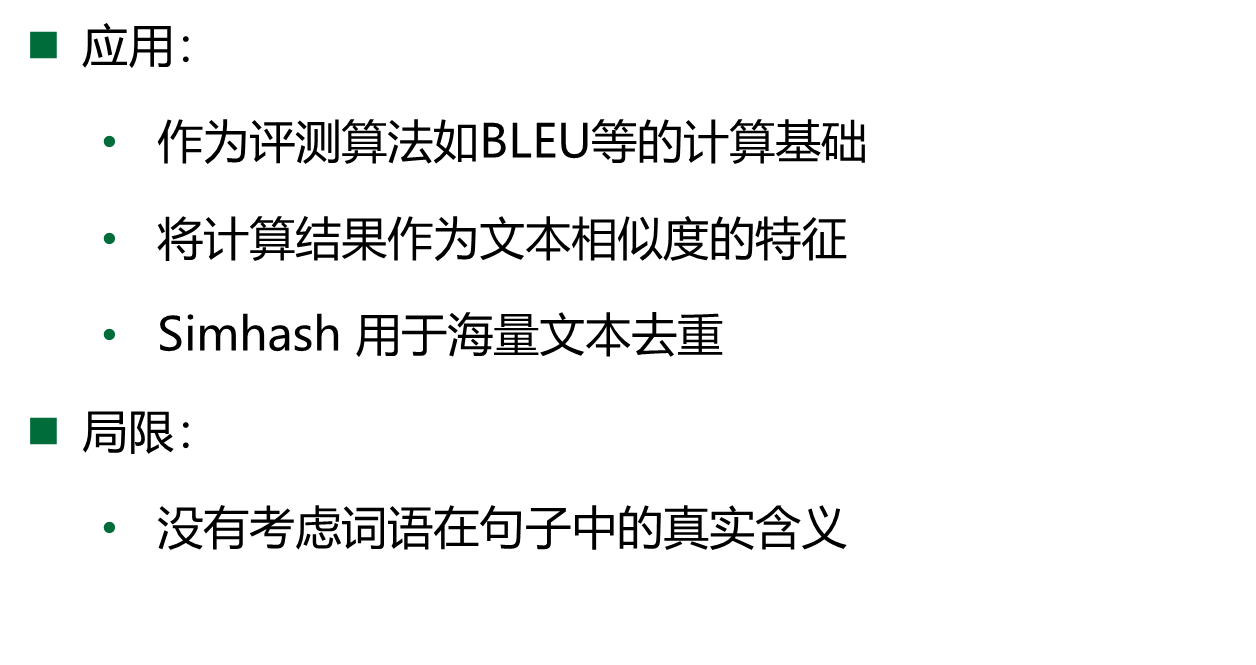 应用：
作为评测算法如BLEU等的计算基础
将计算结果作为文本相似度的特征
Simhash 用于海量文本去重
局限：
没有考虑词语在句子中的真实含义